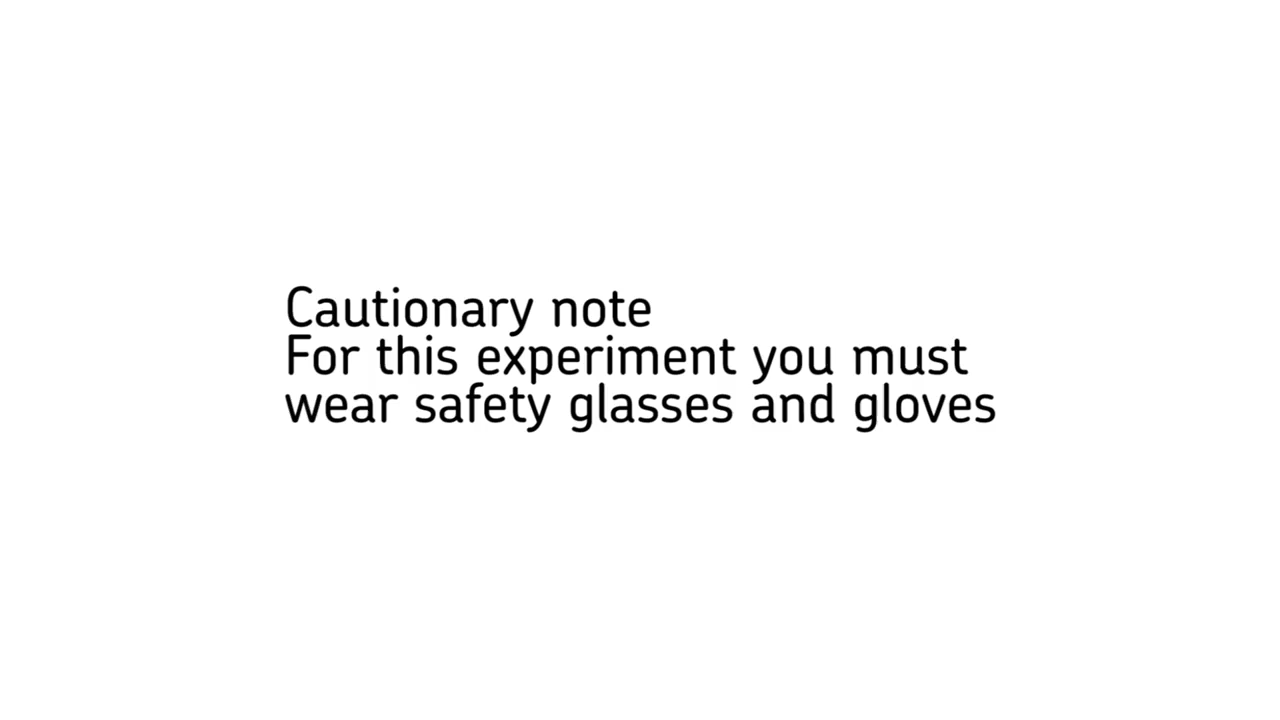 Cautionary note
For this experiment you must
wear safety glasses and gloves